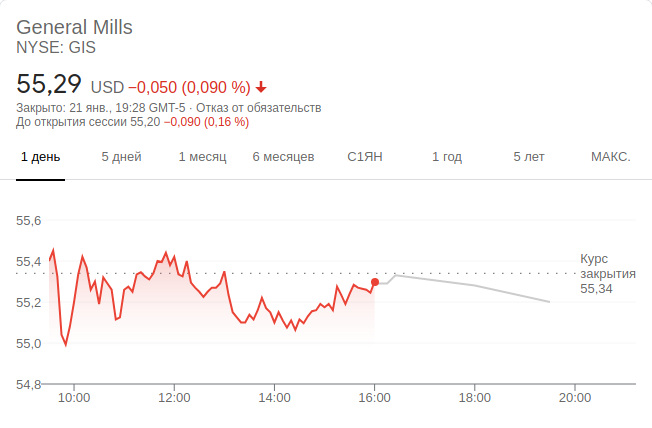 General Mills
NYSE: GIS
55,29 USD −0,050 (0,090 %)
Закрыто: 21 янв., 19:28 GMT-5 · Отказ от обязательств
До открытия сессии 55,20 −0,090 (0,16 %)
1 день 5 дней 1 месяц 6 месяцев С1ЯН 1 год 5 лет МАКС.
55,6
55,4
55,2
55,0
54,8
Курс
закрытия
55,34
10:00 12:00 14:00 16:00 18:00 20:00